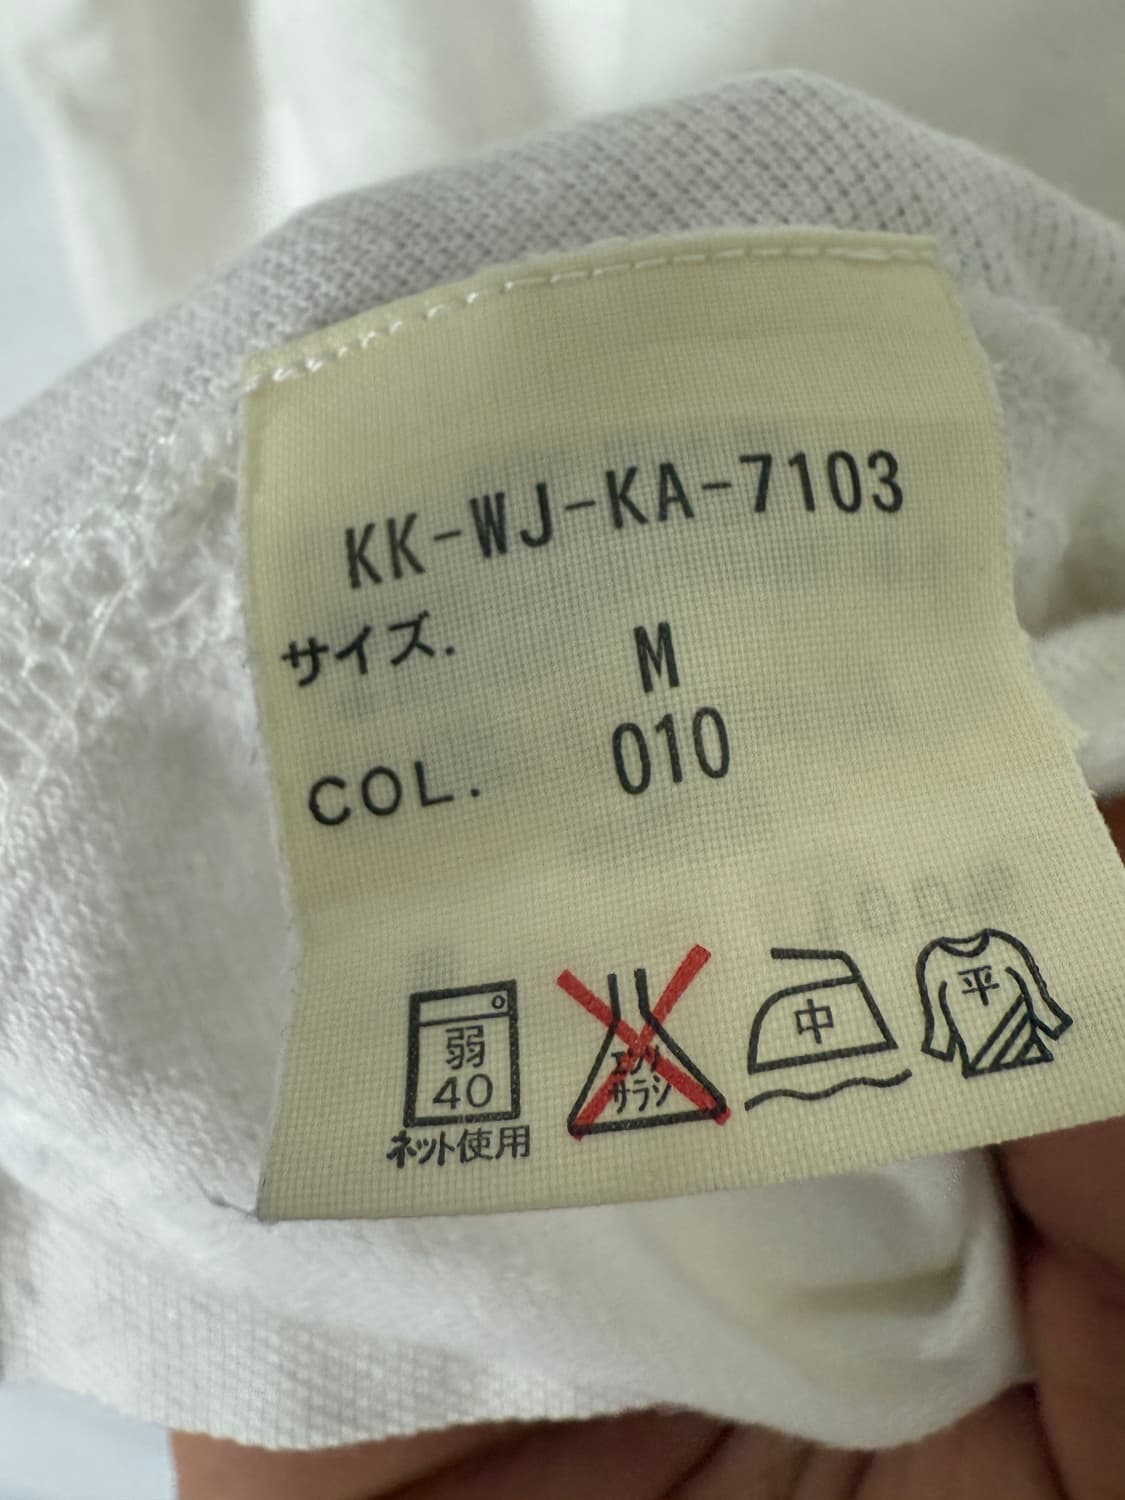 KK-WJ-KA-7103
サイズ. M
COL. 010
弱
40
ネット使用
エンソ
サラシ
中
平